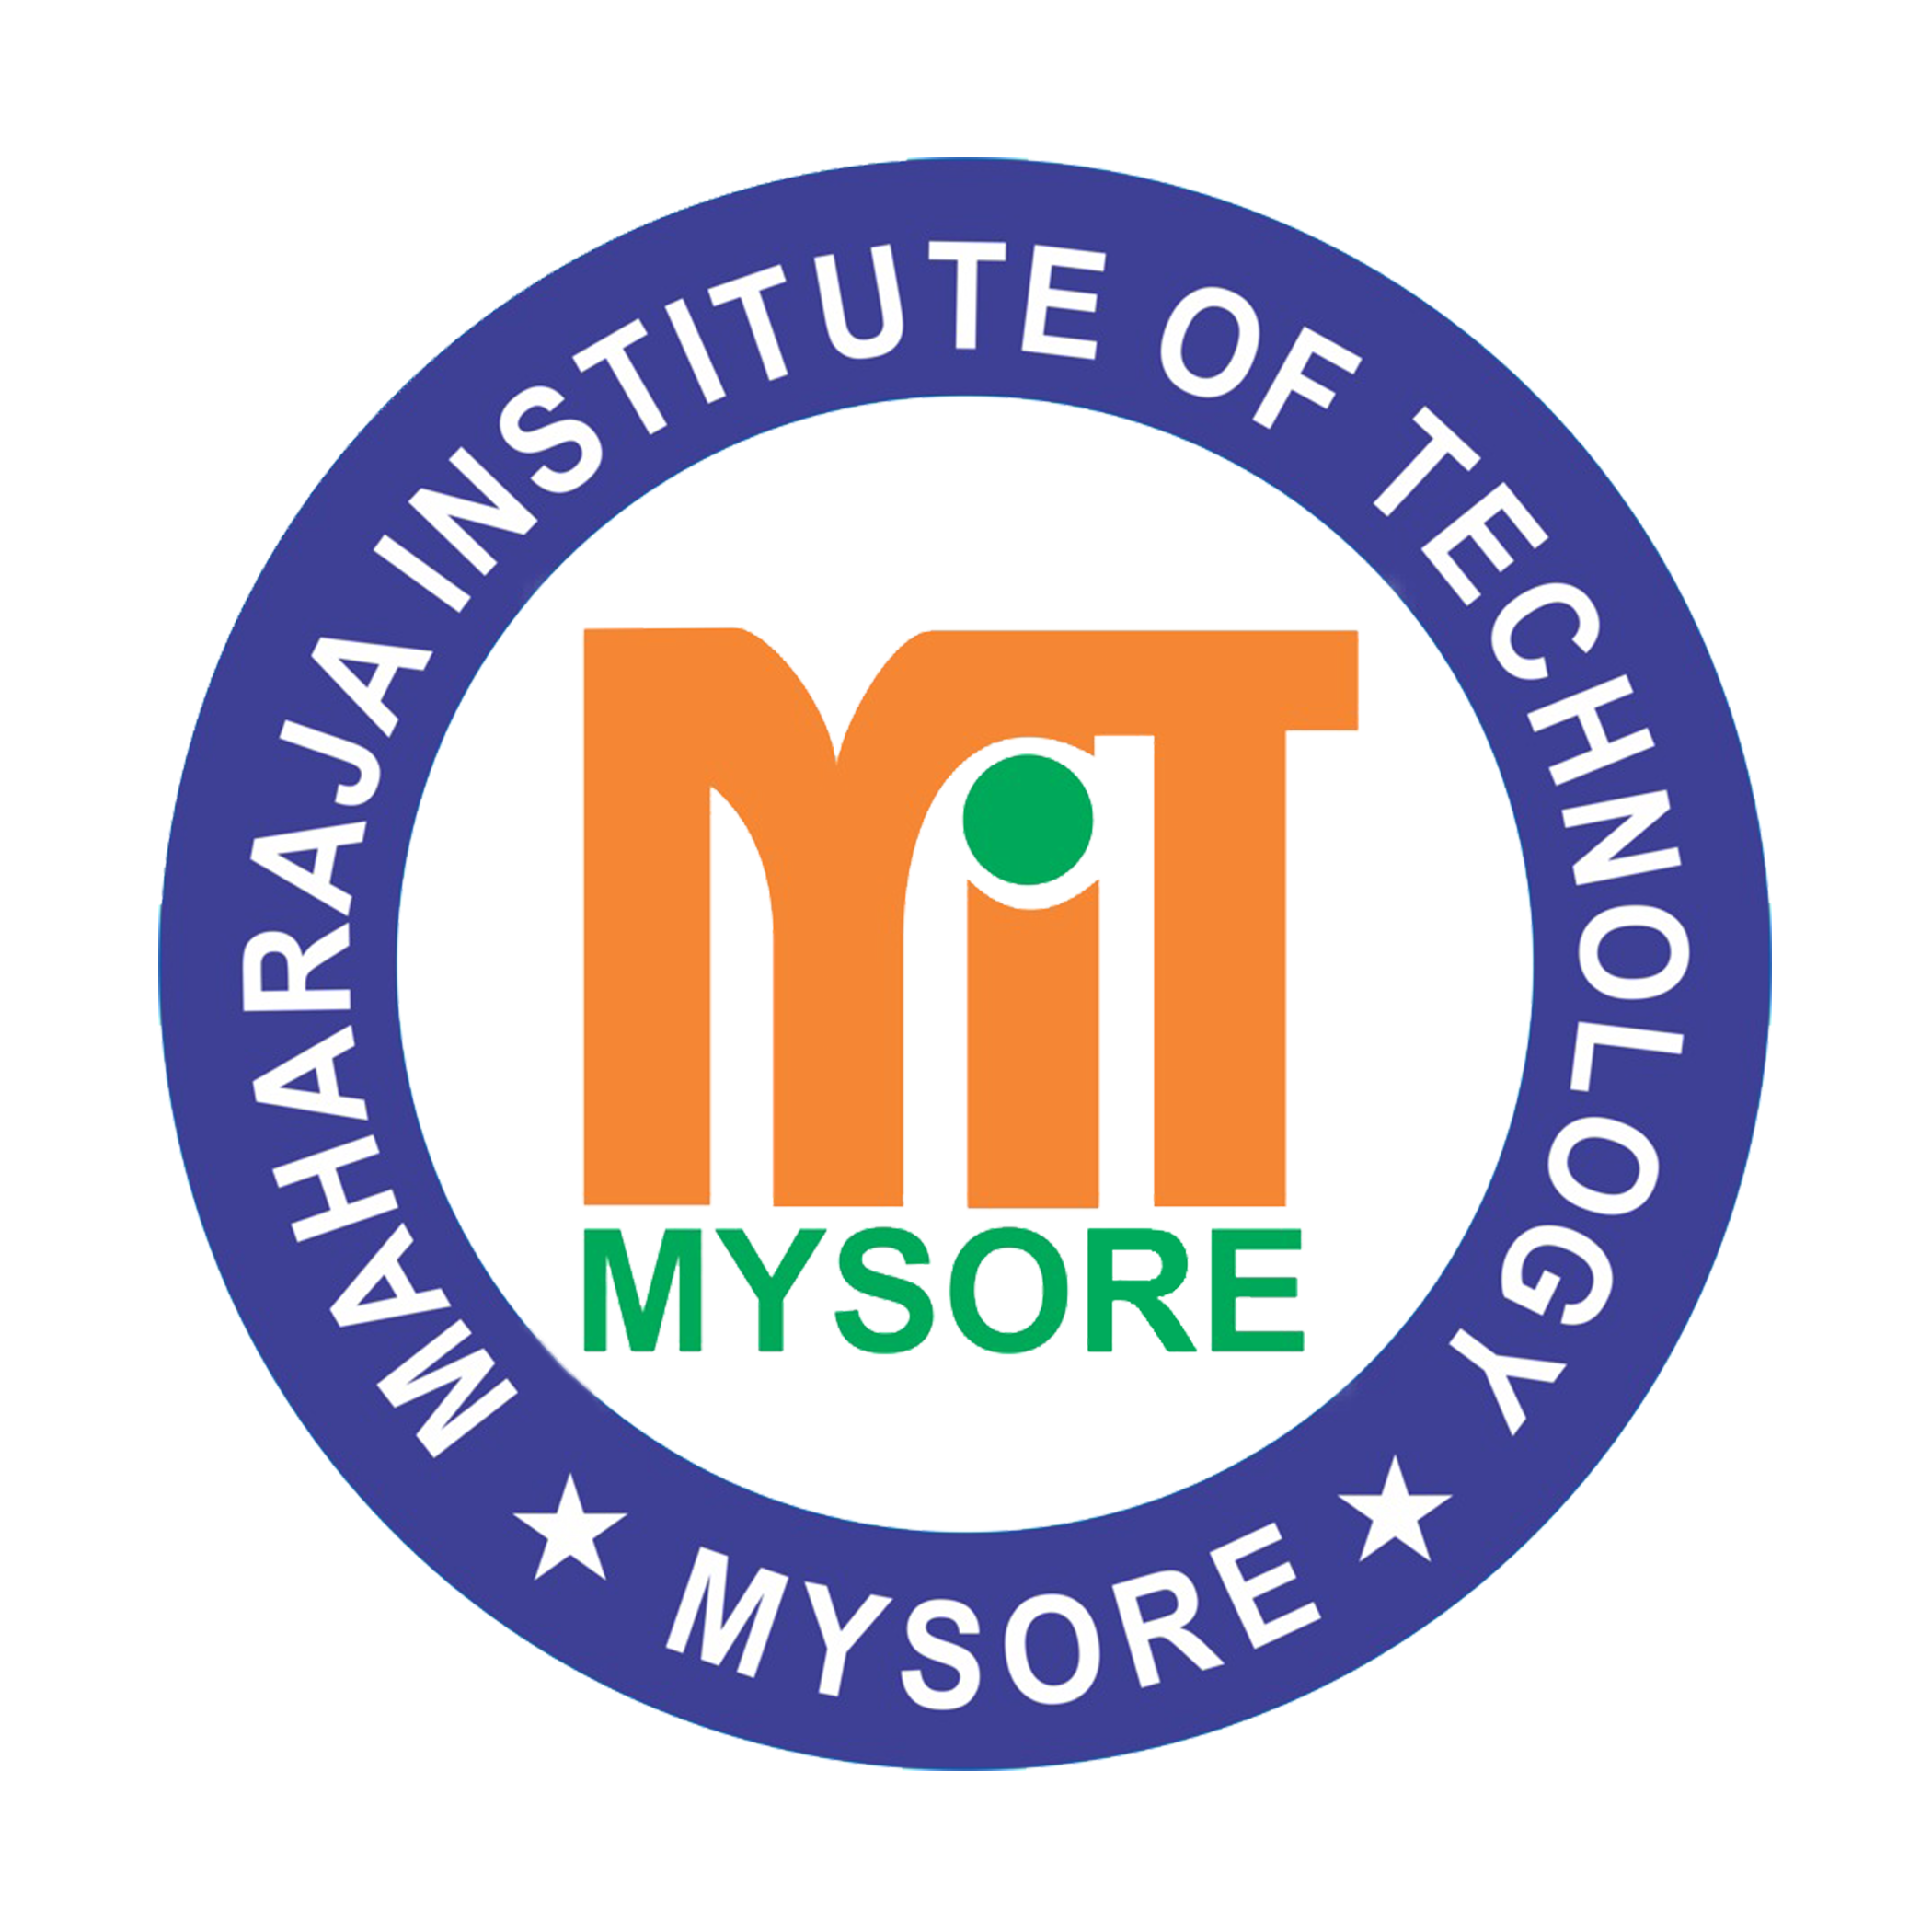 MAHARAJA INSTITUTE OF TECHNOLOGY
MiT
MYSORE
★ MYSORE ★